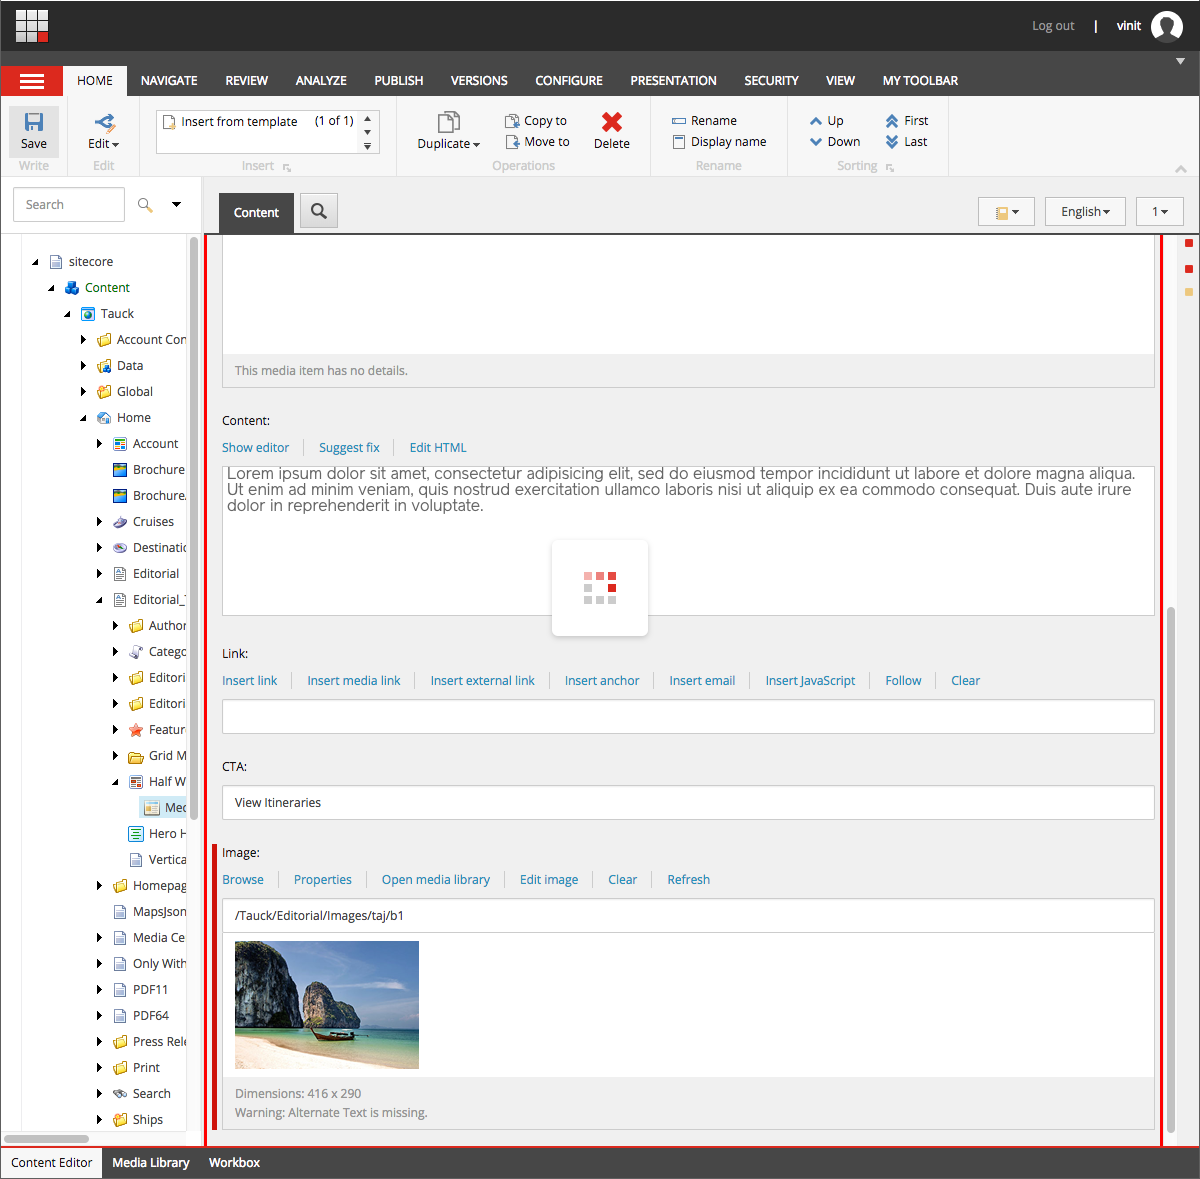 Log out | vinit
HOME NAVIGATE REVIEW ANALYZE PUBLISH VERSIONS CONFIGURE PRESENTATION SECURITY VIEW MY TOOLBAR
Insert from template (1 of 1)
Save
Write
Edit
Edit
Insert
Duplicate
Copy to
Move to
Delete
Operations
Rename
Display name
Rename
Up
Down
First
Last
Sorting
Search
Content
English
1
sitecore
Content
Tauck
Account Con
Data
Global
Home
Account
Brochure
Brochure
Cruises
Destinatio
Editorial
Editorial_
Author
Catego
Editori
Editori
Featur
Grid M
Half W
Med
Hero H
Vertica
Homepag
MapsJson
Media Ce
Only With
PDF11
PDF64
Press Rele
Print
Search
Ships
This media item has no details.
Content:
Show editor Suggest fix Edit HTML
Lorem ipsum dolor sit amet, consectetur adipisicing elit, sed do eiusmod tempor incididunt ut labore et dolore magna aliqua.
Ut enim ad minim veniam, quis nostrud exercitation ullamco laboris nisi ut aliquip ex ea commodo consequat. Duis aute irure
dolor in reprehenderit in voluptate.
Link:
Insert link Insert media link Insert external link Insert anchor Insert email Insert JavaScript Follow Clear
CTA:
View Itineraries
Image:
Browse Properties Open media library Edit image Clear Refresh
/Tauck/Editorial/Images/taj/b1
Dimensions: 416 x 290
Warning: Alternate Text is missing.
Content Editor Media Library Workbox